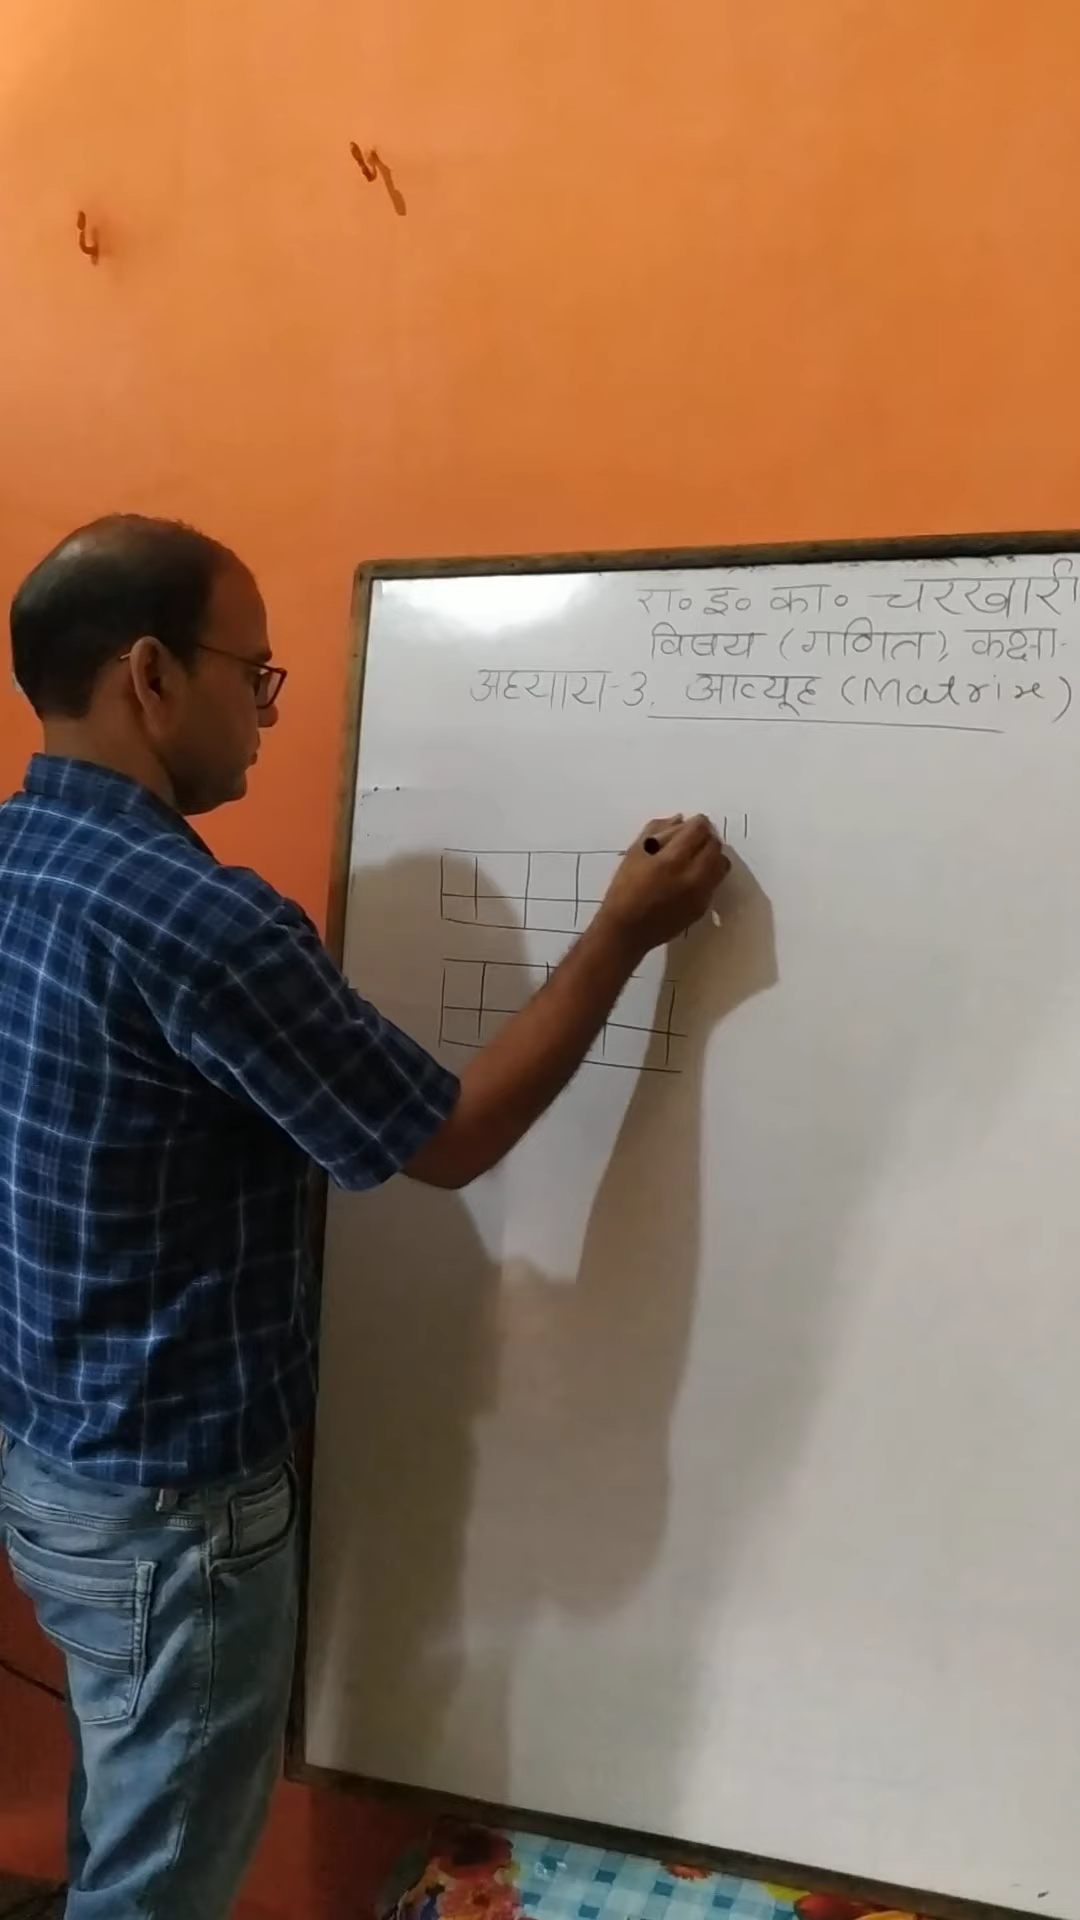 रा० इ० का० चरखारी
विषय (गणित), कक्षा-
अध्याय-3. आव्यूह (Matrix)